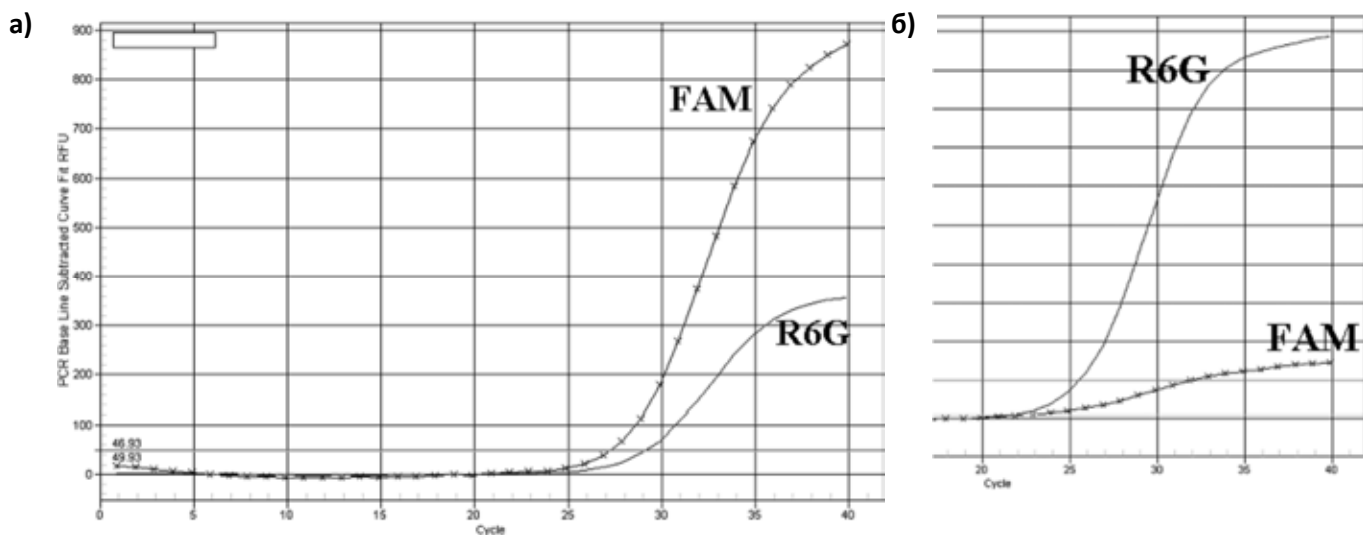 а)
900
800
700
600
500
400
300
200
100
0
46.93
49.93
PCR Base Line Subtracted Curve Fit RFU
FAM
R6G
0 5 10 15 20 25 30 35 40
Cycle
б)
R6G
FAM
20 25 30 35 40
Cycle